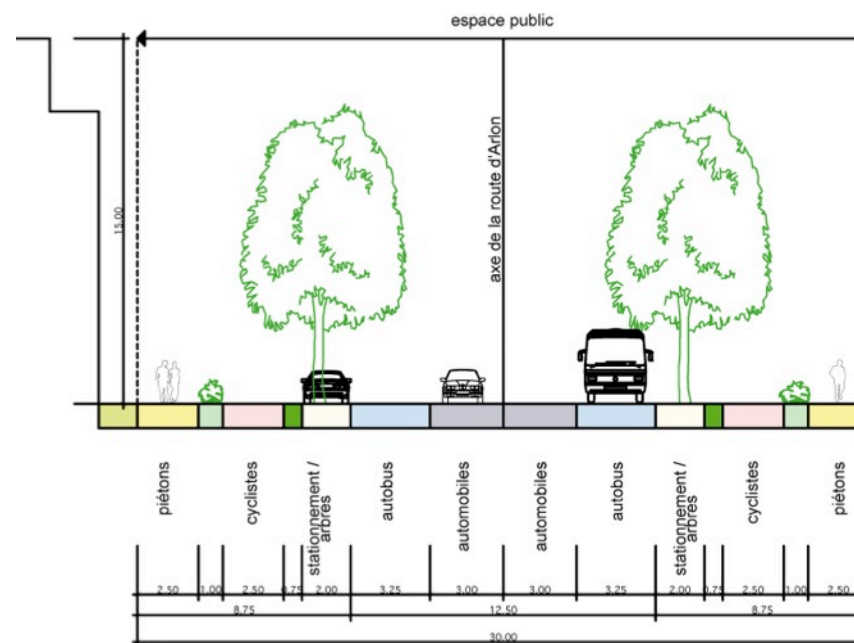 espace public
axe de la route d'Arlon
15.00
piétons
cyclistes
stationnement /
arbres
autobus
automobiles
automobiles
autobus
stationnement /
arbres
cyclistes
piétons
2.50 1.00 2.50 0.75 2.00 3.25 3.00 3.00 3.25 2.00 0.75 2.50 1.00 2.50
8.75 12.50 8.75
30.00